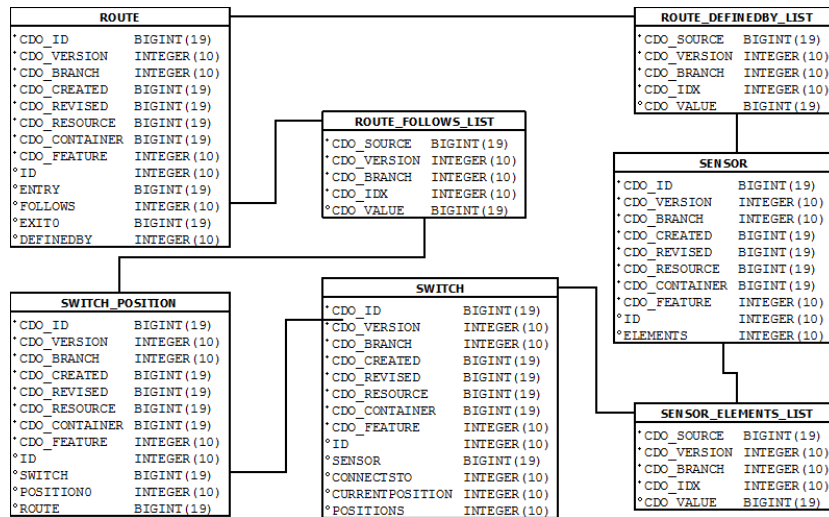 ROUTE
*CDO_ID BIGINT(19)
*CDO_VERSION INTEGER(10)
*CDO_BRANCH INTEGER(10)
*CDO_CREATED BIGINT(19)
*CDO_REVISED BIGINT(19)
*CDO_RESOURCE BIGINT(19)
*CDO_CONTAINER BIGINT(19)
*CDO_FEATURE INTEGER(10)
°ID INTEGER(10)
°ENTRY BIGINT(19)
°FOLLOWS INTEGER(10)
°EXIT0 BIGINT(19)
°DEFINEDBY INTEGER(10)
ROUTE_DEFINEDBY_LIST
*CDO_SOURCE BIGINT(19)
*CDO_VERSION INTEGER(10)
*CDO_BRANCH INTEGER(10)
*CDO_IDX INTEGER(10)
°CDO_VALUE BIGINT(19)
ROUTE_FOLLOWS_LIST
*CDO_SOURCE BIGINT(19)
*CDO_VERSION INTEGER(10)
*CDO_BRANCH INTEGER(10)
*CDO_IDX INTEGER(10)
°CDO_VALUE BIGINT(19)
SENSOR
*CDO_ID BIGINT(19)
*CDO_VERSION INTEGER(10)
*CDO_BRANCH INTEGER(10)
*CDO_CREATED BIGINT(19)
*CDO_REVISED BIGINT(19)
*CDO_RESOURCE BIGINT(19)
*CDO_CONTAINER BIGINT(19)
*CDO_FEATURE INTEGER(10)
°ID INTEGER(10)
°ELEMENTS INTEGER(10)
SWITCH_POSITION
*CDO_ID BIGINT(19)
*CDO_VERSION INTEGER(10)
*CDO_BRANCH INTEGER(10)
*CDO_CREATED BIGINT(19)
*CDO_REVISED BIGINT(19)
*CDO_RESOURCE BIGINT(19)
*CDO_CONTAINER BIGINT(19)
*CDO_FEATURE INTEGER(10)
°ID INTEGER(10)
°SWITCH BIGINT(19)
°POSITION0 INTEGER(10)
°ROUTE BIGINT(19)
SWITCH
*CDO_ID BIGINT(19)
*CDO_VERSION INTEGER(10)
*CDO_BRANCH INTEGER(10)
*CDO_CREATED BIGINT(19)
*CDO_REVISED BIGINT(19)
*CDO_RESOURCE BIGINT(19)
*CDO_CONTAINER BIGINT(19)
*CDO_FEATURE INTEGER(10)
°ID INTEGER(10)
°SENSOR BIGINT(19)
°CONNECTSTO INTEGER(10)
°CURRENTPOSITION INTEGER(10)
°POSITIONS INTEGER(10)
SENSOR_ELEMENTS_LIST
*CDO_SOURCE BIGINT(19)
*CDO_VERSION INTEGER(10)
*CDO_BRANCH INTEGER(10)
*CDO_IDX INTEGER(10)
°CDO_VALUE BIGINT(19)